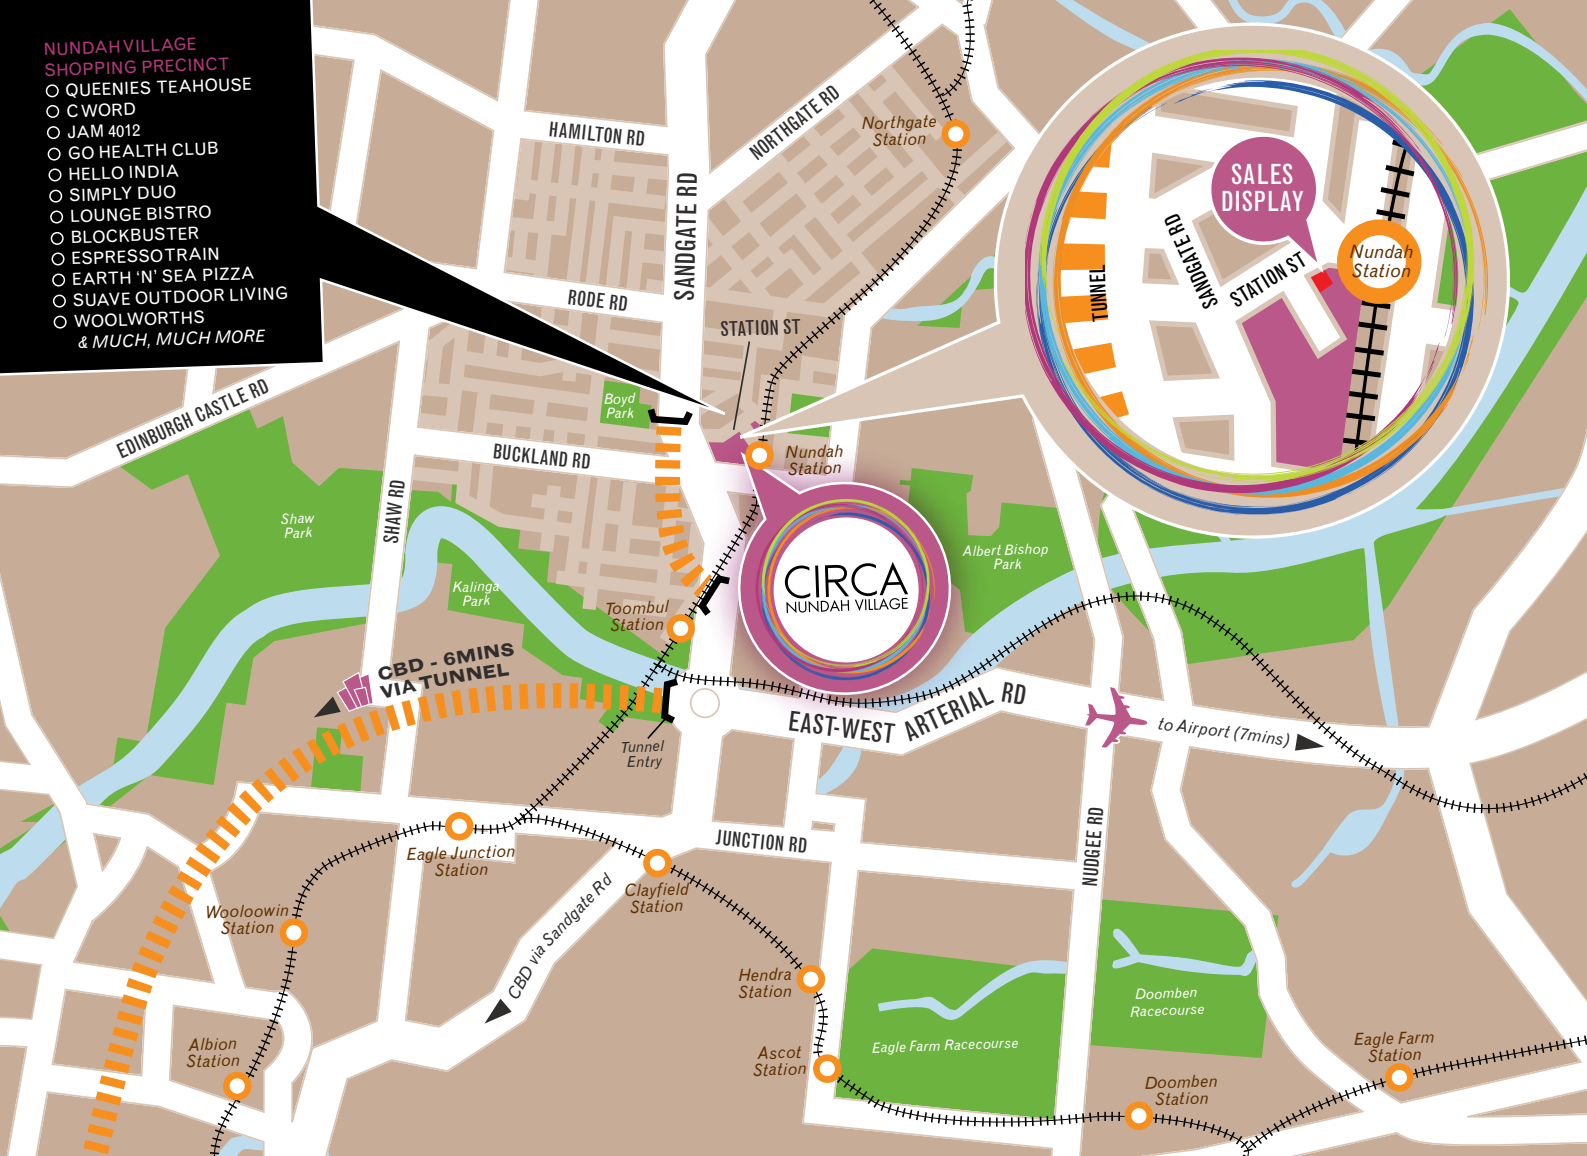 NUNDAH VILLAGE
SHOPPING PRECINCT
QUEENIES TEAHOUSE
C WORD
JAM 4012
GO HEALTH CLUB
HELLO INDIA
SIMPLY DUO
LOUNGE BISTRO
BLOCKBUSTER
ESPRESSOTRAIN
EARTH 'N' SEA PIZZA
SUAVE OUTDOOR LIVING
WOOLWORTHS
& MUCH, MUCH MORE
HAMILTON RD
NORTHGATE RD
Northgate
Station
SANDGATE RD
RODE RD
STATION ST
SALES
DISPLAY
SANDGATE RD
STATION ST
TUNNEL
Nundah
Station
EDINBURGH CASTLE RD
Boyd
Park
BUCKLAND RD
Nundah
Station
SHAW RD
Shaw
Park
Kalinga
Park
Albert Bishop
Park
CIRCA
NUNDAH VILLAGE
Toombul
Station
CBD - 6MINS
VIA TUNNEL
EAST-WEST ARTERIAL RD
to Airport (7mins)
Tunnel
Entry
JUNCTION RD
NUDGEE RD
Eagle Junction
Station
Clayfield
Station
CBD via Sandgate Rd
Wooloowin
Station
Hendra
Station
Doomben
Racecourse
Eagle Farm Racecourse
Albion
Station
Ascot
Station
Eagle Farm
Station
Doomben
Station